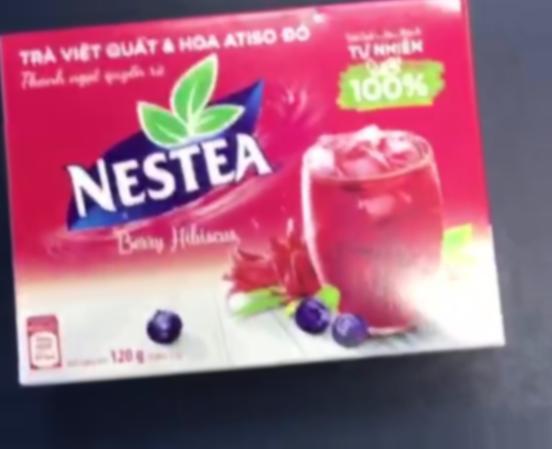 TRÀ VIỆT QUẤT & HOA ATISO ĐỎ
Thanh ngọt quyến rũ
TỰ NHIÊN
100%
NESTEA
Berry Hibiscus
120 g